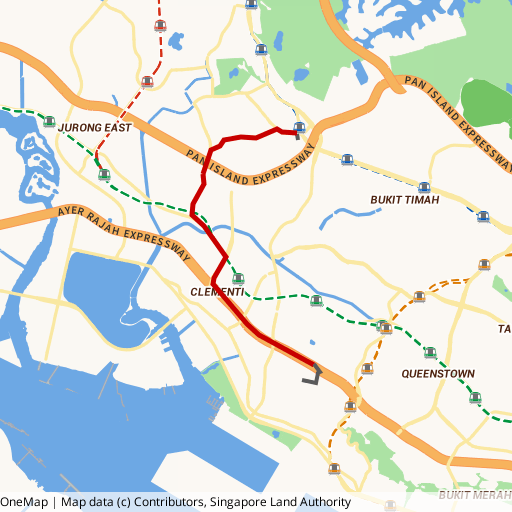 PAN ISLAND EXPRESSWAY
JURONG EAST
PAN ISLAND EXPRESSWAY
BUKIT TIMAH
AYER RAJAH EXPRESSWAY
CLEMENTI
TA
QUEENSTOWN
BUKIT MERAH
OneMap | Map data (c) Contributors, Singapore Land Authority